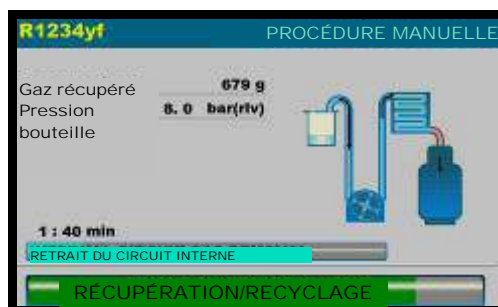 R1234yf PROCÉDURE MANUELLE
Gaz récupéré 679 g
Pression 8.0 bar(rlv)
bouteille
1:40 min
RETRAIT DU CIRCUIT INTERNE
RÉCUPÉRATION/RECYCLAGE